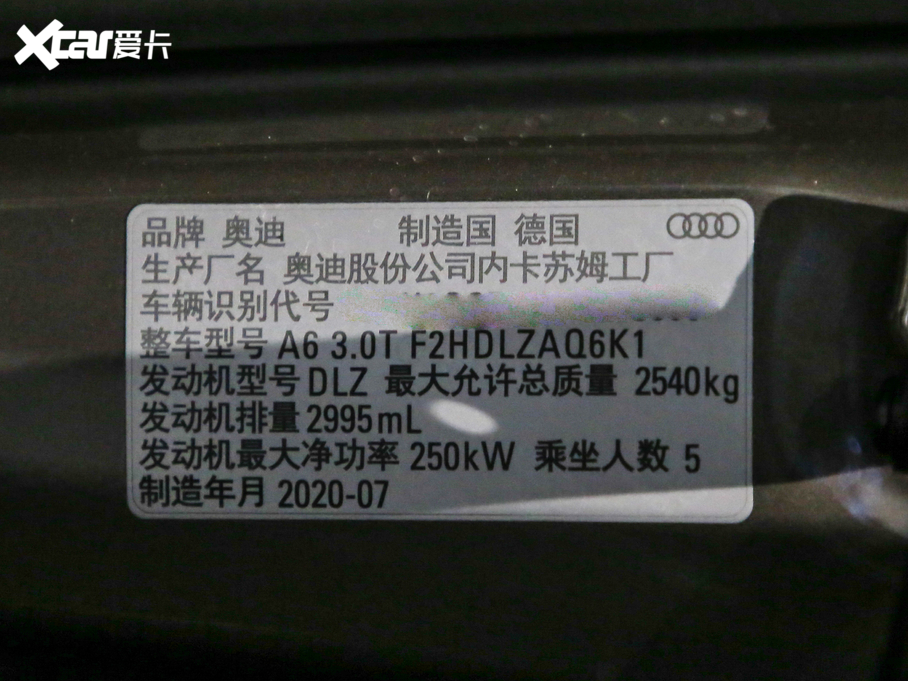 Xcar爱卡
品牌 奥迪 制造国 德国
生产厂名 奥迪股份公司内卡苏姆工厂
车辆识别代号
整车型号 A6 3.0T F2HDLZAQ6K1
发动机型号 DLZ 最大允许总质量 2540kg
发动机排量 2995mL
发动机最大净功率 250kW 乘坐人数 5
制造年月 2020-07